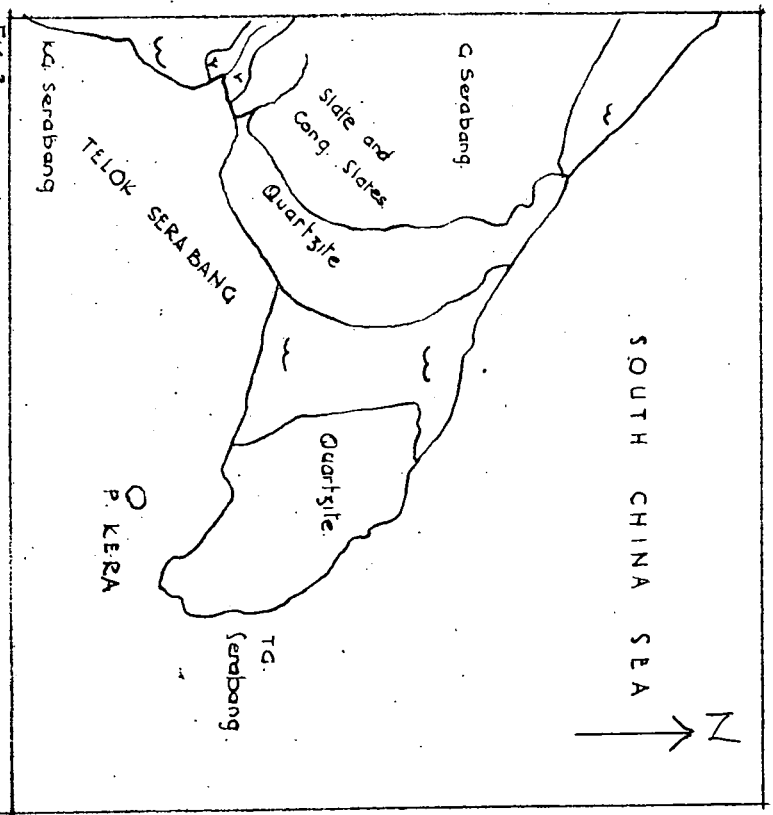 N
SOUTH CHINA SEA
G Serabang.
Slate and
Cong. Slates.
Quartzite
Quartzite.
TG.
Serabang.
P. KERA
TELOK SERABANG
KG. Serabang